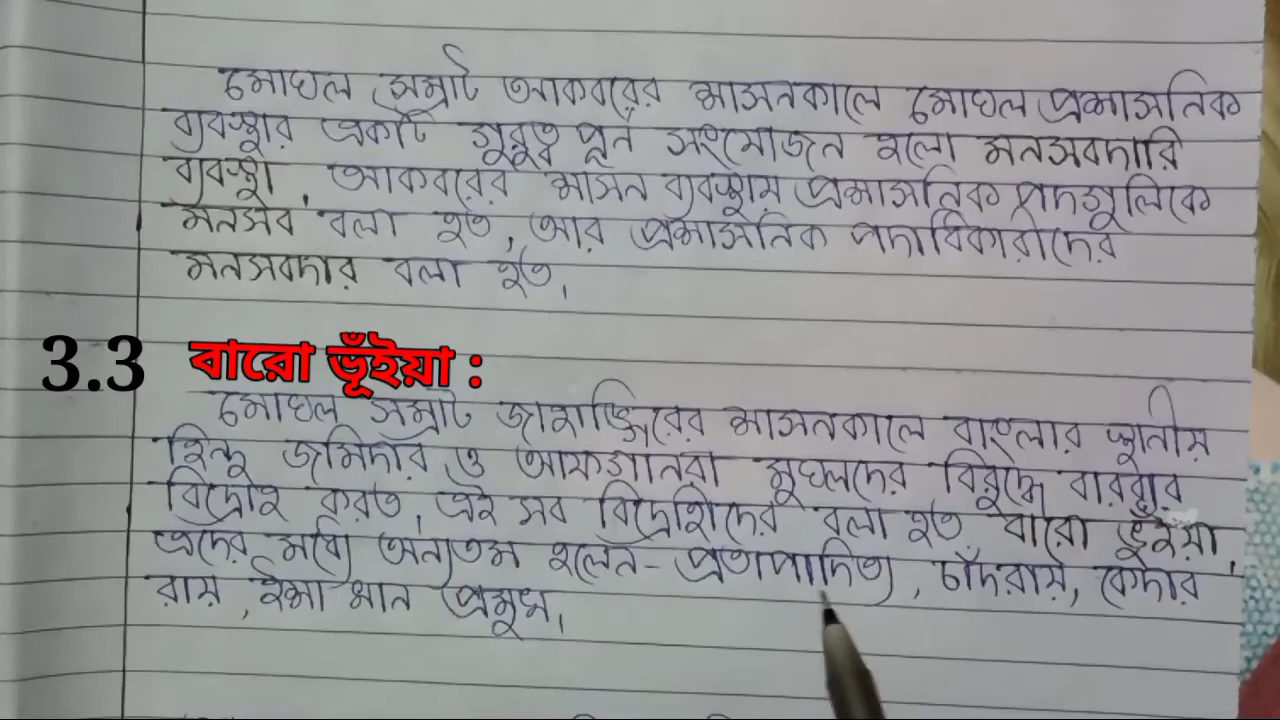 মোঘল সম্রাট আকবরের শাসনকালে মোঘল প্রশাসনিক
ব্যবস্থার একটি গুরুত্বপূর্ন সংযোজন হলো মনসবদারি
ব্যবস্থা, আকবরের শাসন ব্যবস্থায় প্রশাসনিক পদগুলিকে
মনসব বলা হত, আর প্রশাসনিক পদাধিকারীদের
মনসবদার বলা হত,
3.3 বারো ভূঁইয়া :
মোঘল সম্রাট জাহাঙ্গিরের শাসনকালে বাংলার স্থানীয়
হিন্দু জমিদার ও আফগানরা মুঘলদের বিরুদ্ধে বারবার
বিদ্রোহ করত, এই সব বিদ্রোহীদের বলা হত বারো ভুঁইয়া,
এদের মধ্যে অন্যতম হলেন- প্রতাপাদিত্য, চাঁদরায়, কেদার
রায়, ঈশা খান প্রমুখ,